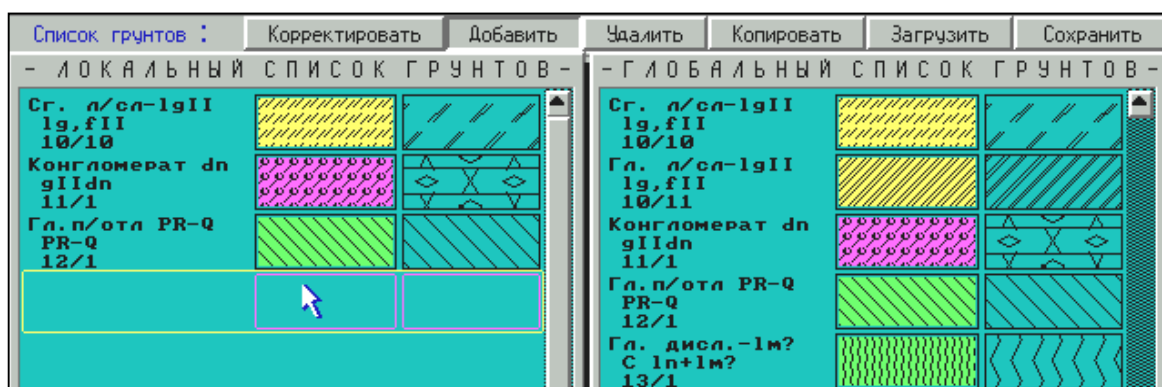 Список грунтов : Корректировать Добавить Удалить Копировать Загрузить Сохранить
- ЛОКАЛЬНЫЙ СПИСОК ГРУНТОВ -
Сг. л/сл-lgII
lg,fII
10/10
Конгломерат dn
gIIdn
11/1
Гл.п/отл PR-Q
PR-Q
12/1
- ГЛОБАЛЬНЫЙ СПИСОК ГРУНТОВ -
Сг. л/сл-lgII
lg,fII
10/10
Гл. л/сл-lgII
lg,fII
10/11
Конгломерат dn
gIIdn
11/1
Гл.п/отл PR-Q
PR-Q
12/1
Гл. дисл.-lм?
C ln+lм?
13/1